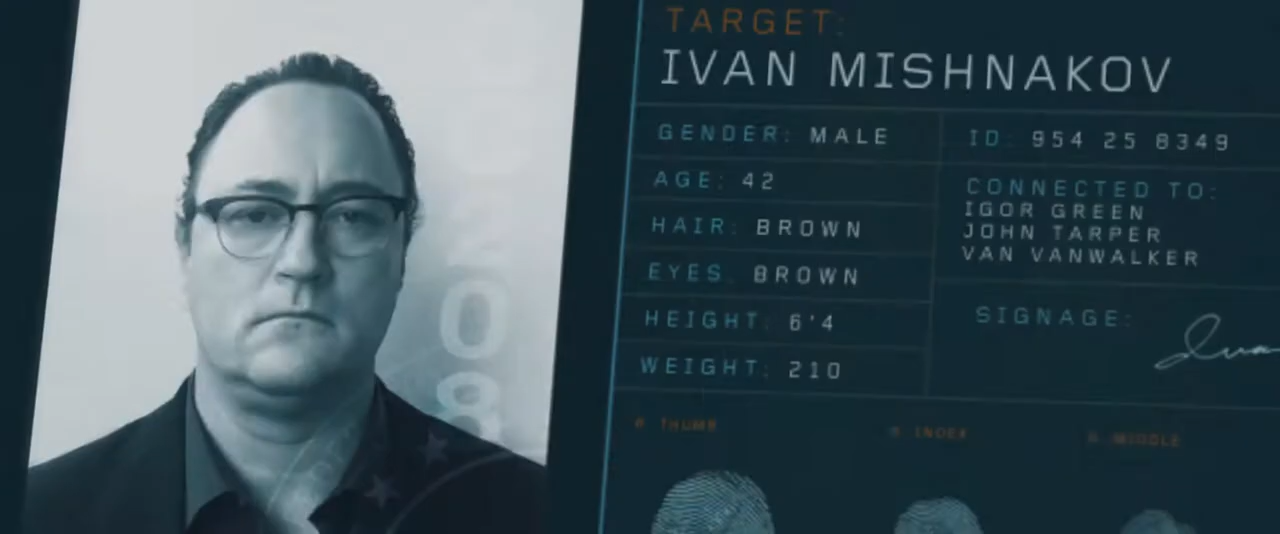 TARGET:
IVAN MISHNAKOV
GENDER: MALE
AGE: 42
HAIR: BROWN
EYES: BROWN
HEIGHT: 6'4
WEIGHT: 210
ID: 954 25 8349
CONNECTED TO:
IGOR GREEN
JOHN TARPER
VAN VANWALKER
SIGNAGE:
R THUMB
R INDEX
R MIDDLE
08